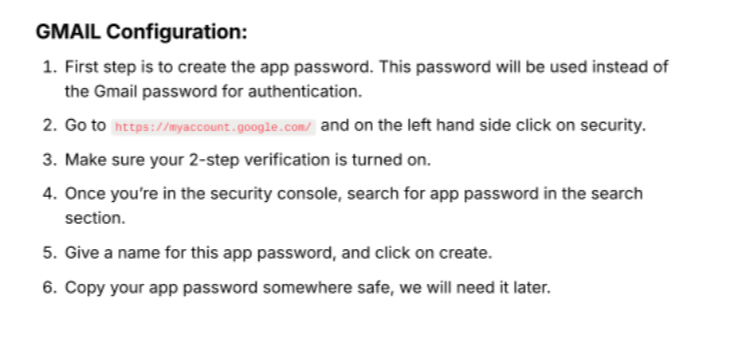 GMAIL Configuration:
1. First step is to create the app password. This password will be used instead of
the Gmail password for authentication.
2. Go to https://myaccount.google.com/ and on the left hand side click on security.
3. Make sure your 2-step verification is turned on.
4. Once you’re in the security console, search for app password in the search
section.
5. Give a name for this app password, and click on create.
6. Copy your app password somewhere safe, we will need it later.